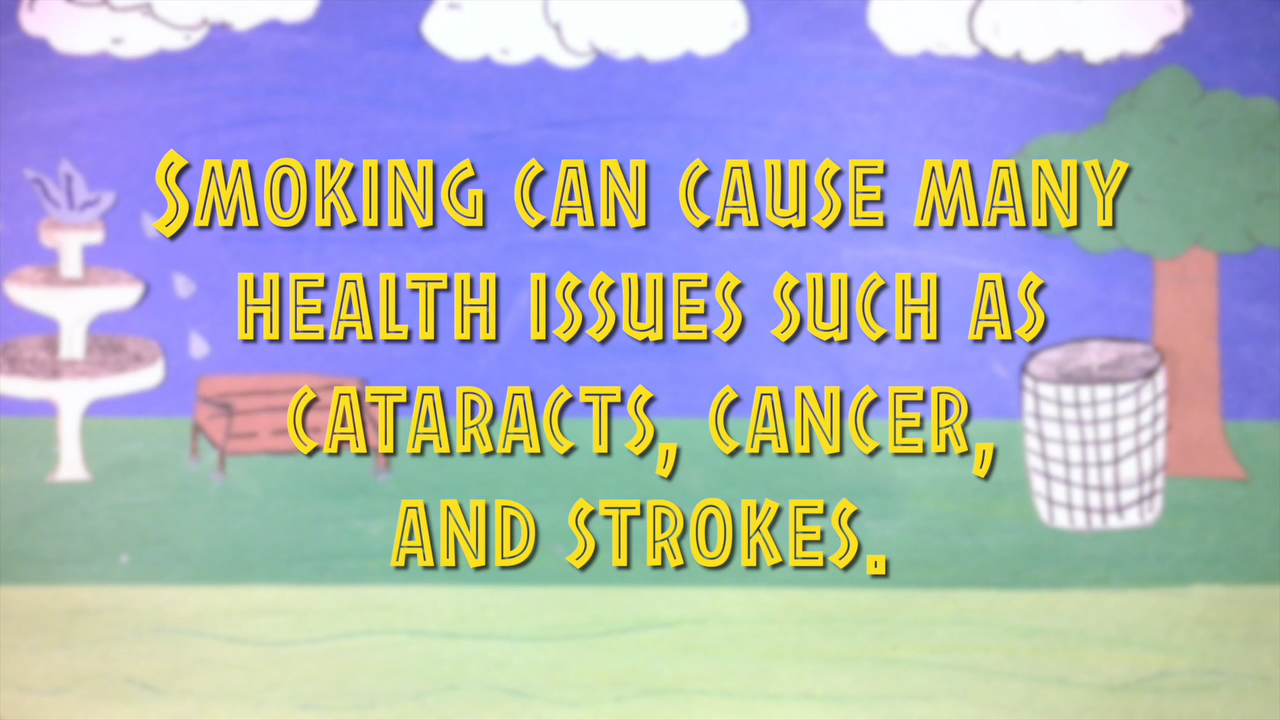 Smoking can cause many
health issues such as
cataracts, cancer,
and strokes.